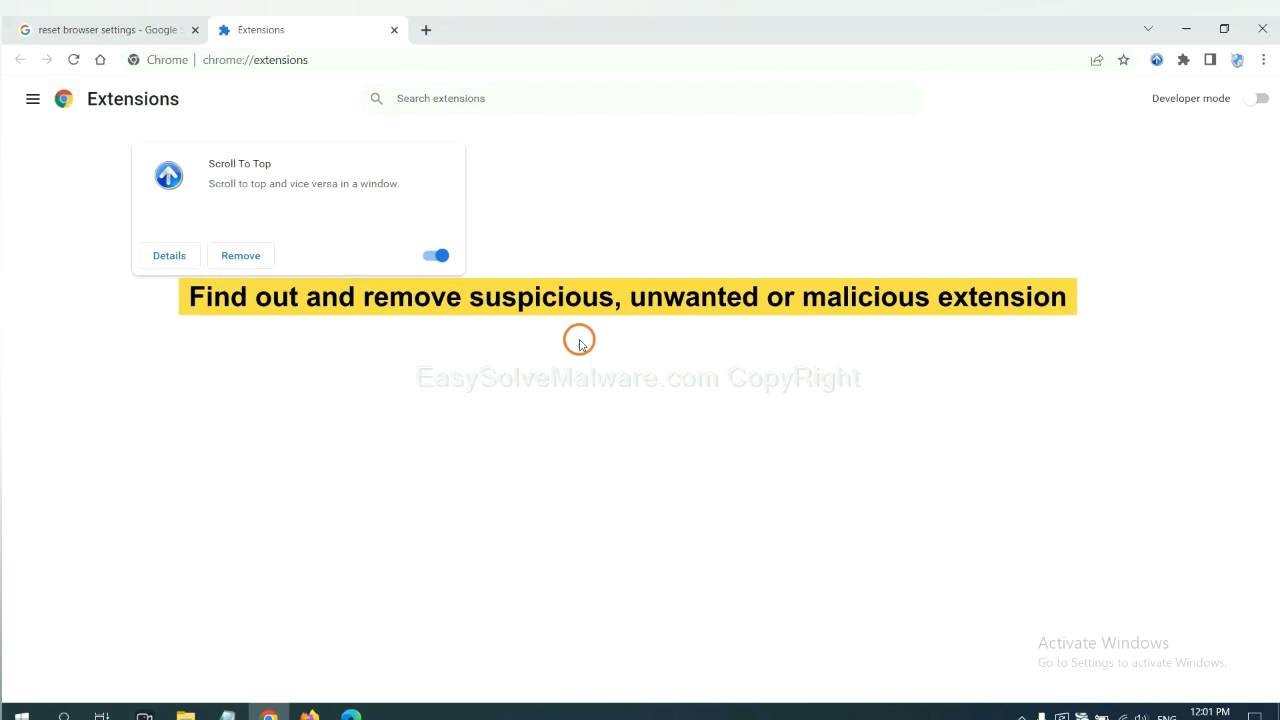 reset browser settings - Google
Extensions
Chrome
chrome://extensions
Extensions
Search extensions
Developer mode
Scroll To Top
Scroll to top and vice versa in a window.
Details
Remove
Find out and remove suspicious, unwanted or malicious extension
EasySolveMalware.com CopyRight
Activate Windows
Go to Settings to activate Windows.
12:01 PM
ENG